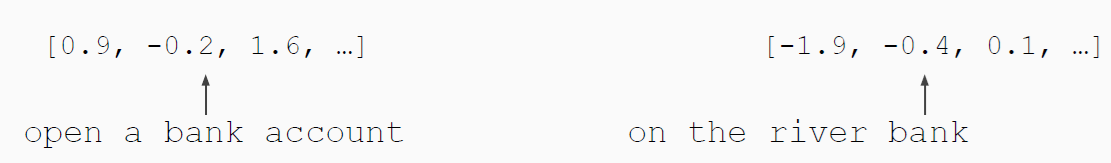 [0.9, -0.2, 1.6, …] [-1.9, -0.4, 0.1, …]
open a bank account on the river bank